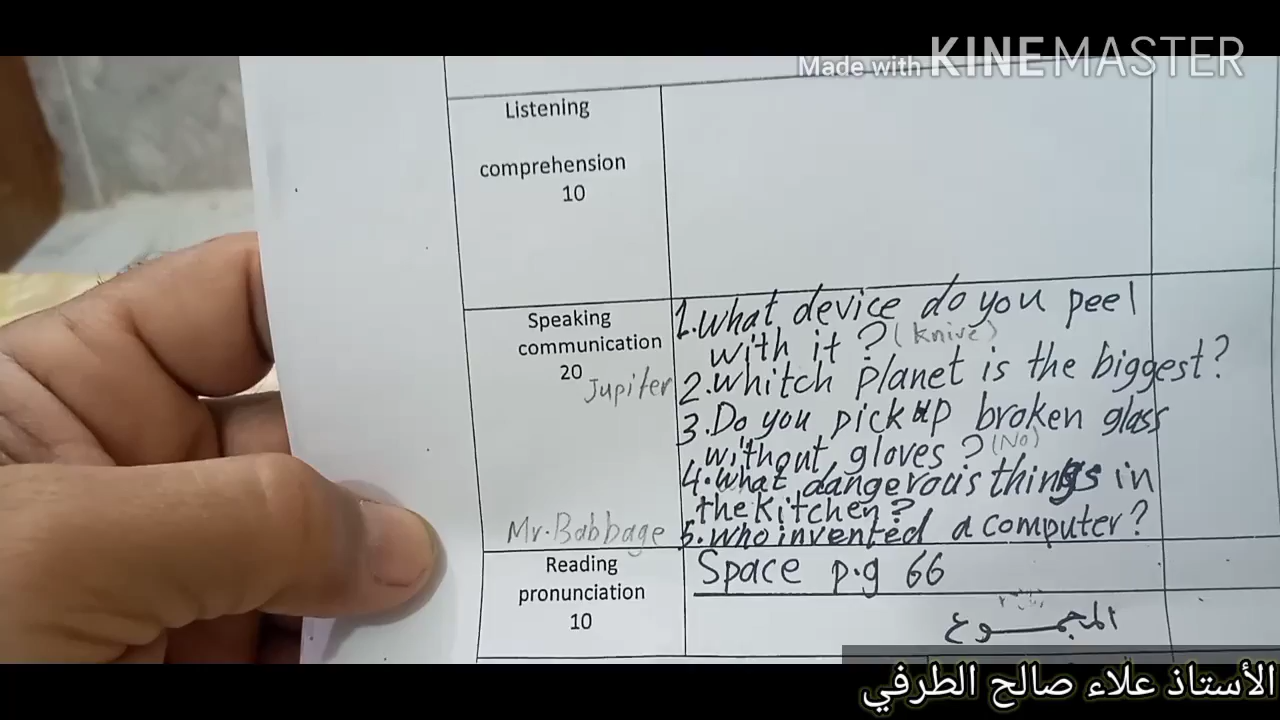 Made with KINEMASTER
Listening
comprehension
10
Speaking
communication
20
Jupiter
Mr. Babbage
1. What device do you peel
with it? (Knive)
2. Whitch planet is the biggest?
3. Do you pick up broken glass
without gloves? (No)
4. What dangerous things in
the kitchen?
5. who invented a computer?
Reading
pronunciation
10
Space p.g 66
المجمــوع
الأستاذ علاء صالح الطرفي